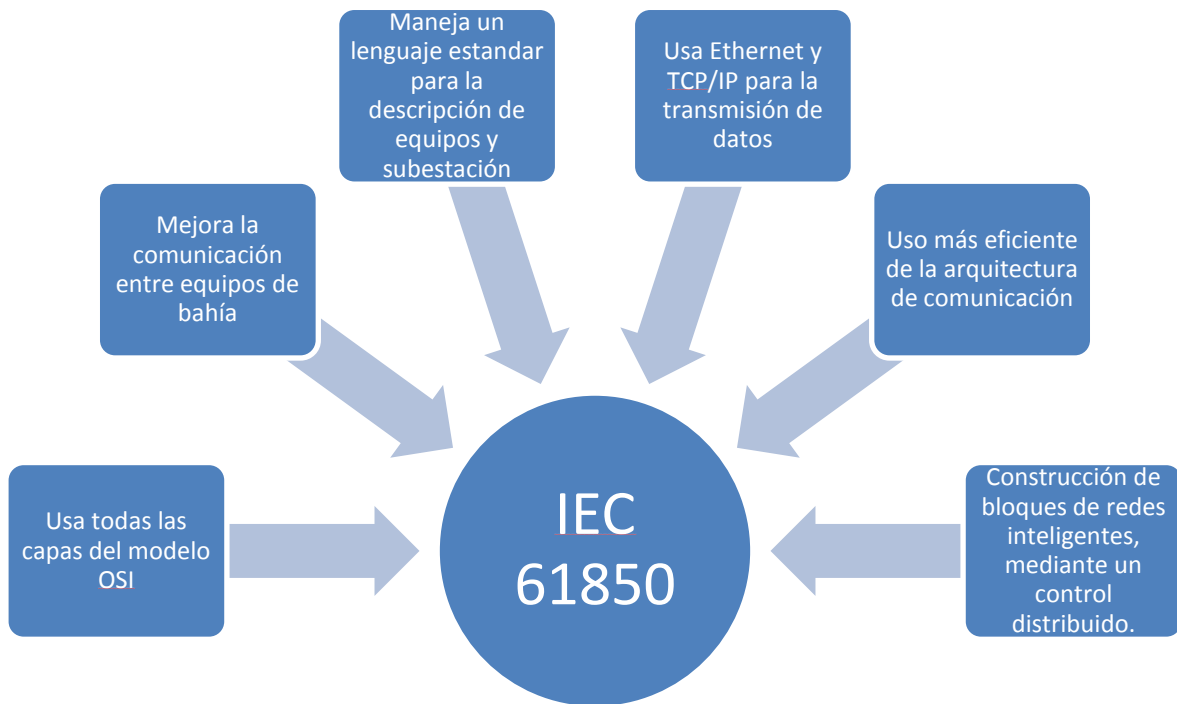 Maneja un
lenguaje estandar
para la
descripción de
equipos y
subestación
Usa Ethernet y
TCP/IP para la
transmisión de
datos
Mejora la
comunicación
entre equipos de
bahía
Uso más eficiente
de la arquitectura
de comunicación
Usa todas las
capas del modelo
OSI
IEC
61850
Construcción de
bloques de redes
inteligentes,
mediante un
control
distribuido.